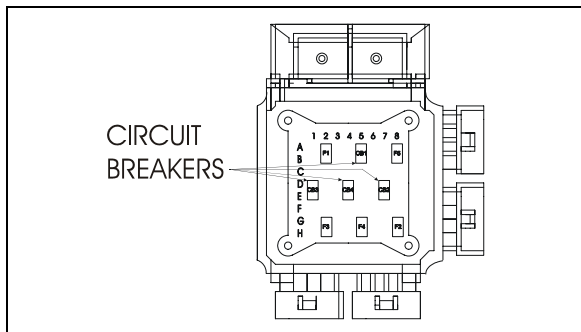 CIRCUIT
BREAKERS
1 2 3 4 5 6 7 8
A
B
C
D
E
F
G
H
F1 CB1 F5
CB3 CB4 CB2
F3 F4 F2